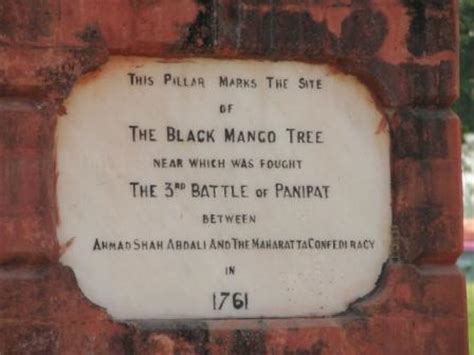 THIS PILLAR MARKS THE SITE
OF
THE BLACK MANGO TREE
NEAR WHICH WAS FOUGHT
THE 3RD BATTLE OF PANIPAT
BETWEEN
AHMAD SHAH ABDALI AND THE MAHARATTA CONFEDIRACY
IN
1761